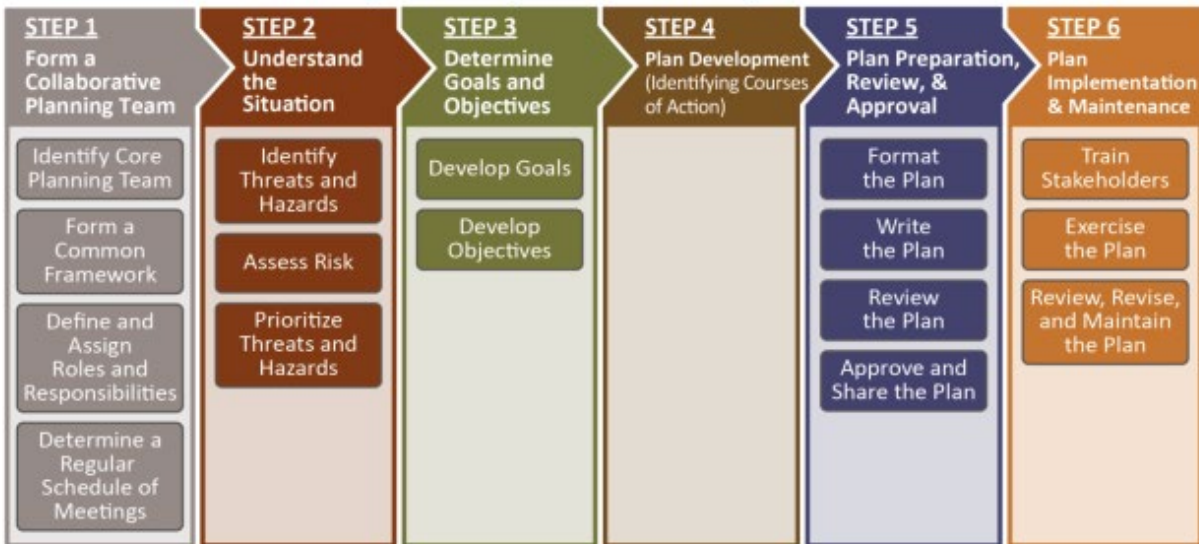 STEP 1
Form a
Collaborative
Planning Team
Identify Core
Planning Team
Form a
Common
Framework
Define and
Assign
Roles and
Responsibilities
Determine a
Regular
Schedule of
Meetings
STEP 2
Understand
the
Situation
Identify
Threats and
Hazards
Assess Risk
Prioritize
Threats and
Hazards
STEP 3
Determine
Goals and
Objectives
Develop Goals
Develop
Objectives
STEP 4
Plan Development
(Identifying Courses
of Action)
STEP 5
Plan Preparation,
Review, &
Approval
Format
the Plan
Write
the Plan
Review
the Plan
Approve and
Share the Plan
STEP 6
Plan
Implementation
& Maintenance
Train
Stakeholders
Exercise
the Plan
Review, Revise,
and Maintain
the Plan